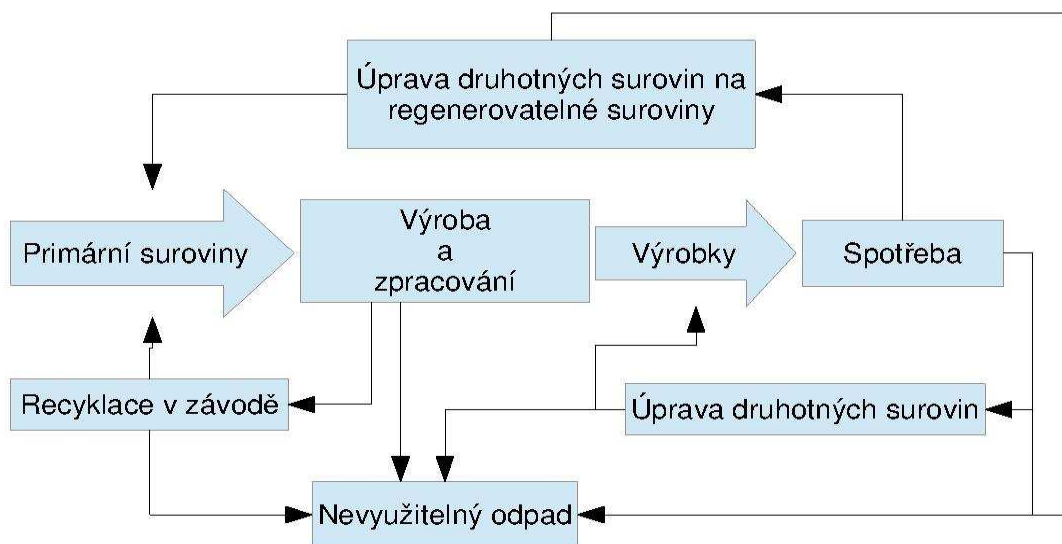 Úprava druhotných surovin na
regenerovatelné suroviny
Primární suroviny
Výroba
a
zpracování
Výrobky
Spotřeba
Recyklace v závodě
Úprava druhotných surovin
Nevyužitelný odpad